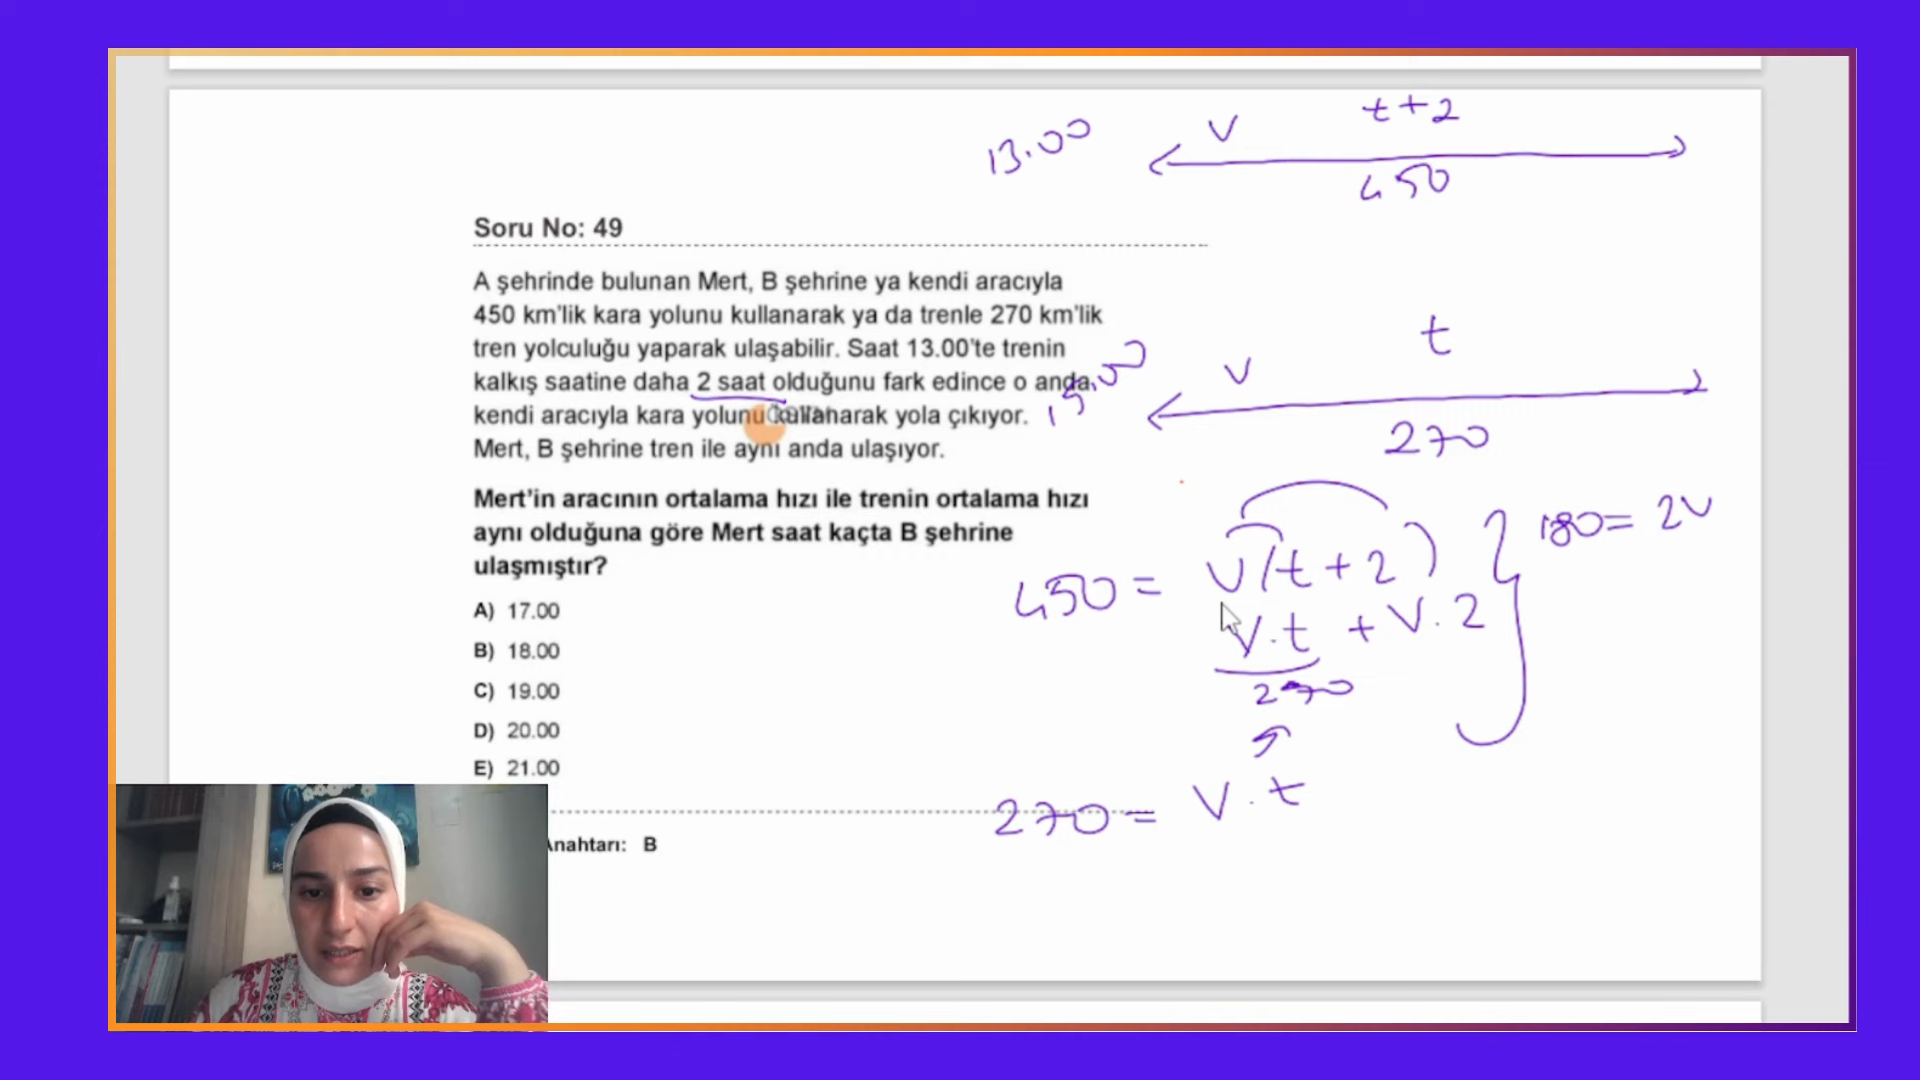 13.00
V
t+2
450
Soru No: 49
A şehrinde bulunan Mert, B şehrine ya kendi aracıyla
450 km'lik kara yolunu kullanarak ya da trenle 270 km'lik
tren yolculuğu yaparak ulaşabilir. Saat 13.00'te trenin
kalkış saatine daha 2 saat olduğunu fark edince o anda
kendi aracıyla kara yolunu kullanarak yola çıkıyor.
Mert, B şehrine tren ile aynı anda ulaşıyor.
Mert'in aracının ortalama hızı ile trenin ortalama hızı
aynı olduğuna göre Mert saat kaçta B şehrine
ulaşmıştır?
A) 17.00
B) 18.00
C) 19.00
D) 20.00
E) 21.00
Anahtarı: B
15.00
V
t
270
450 = V(t+2)
V.t + V.2
270
180 = 2V
270 = V.t